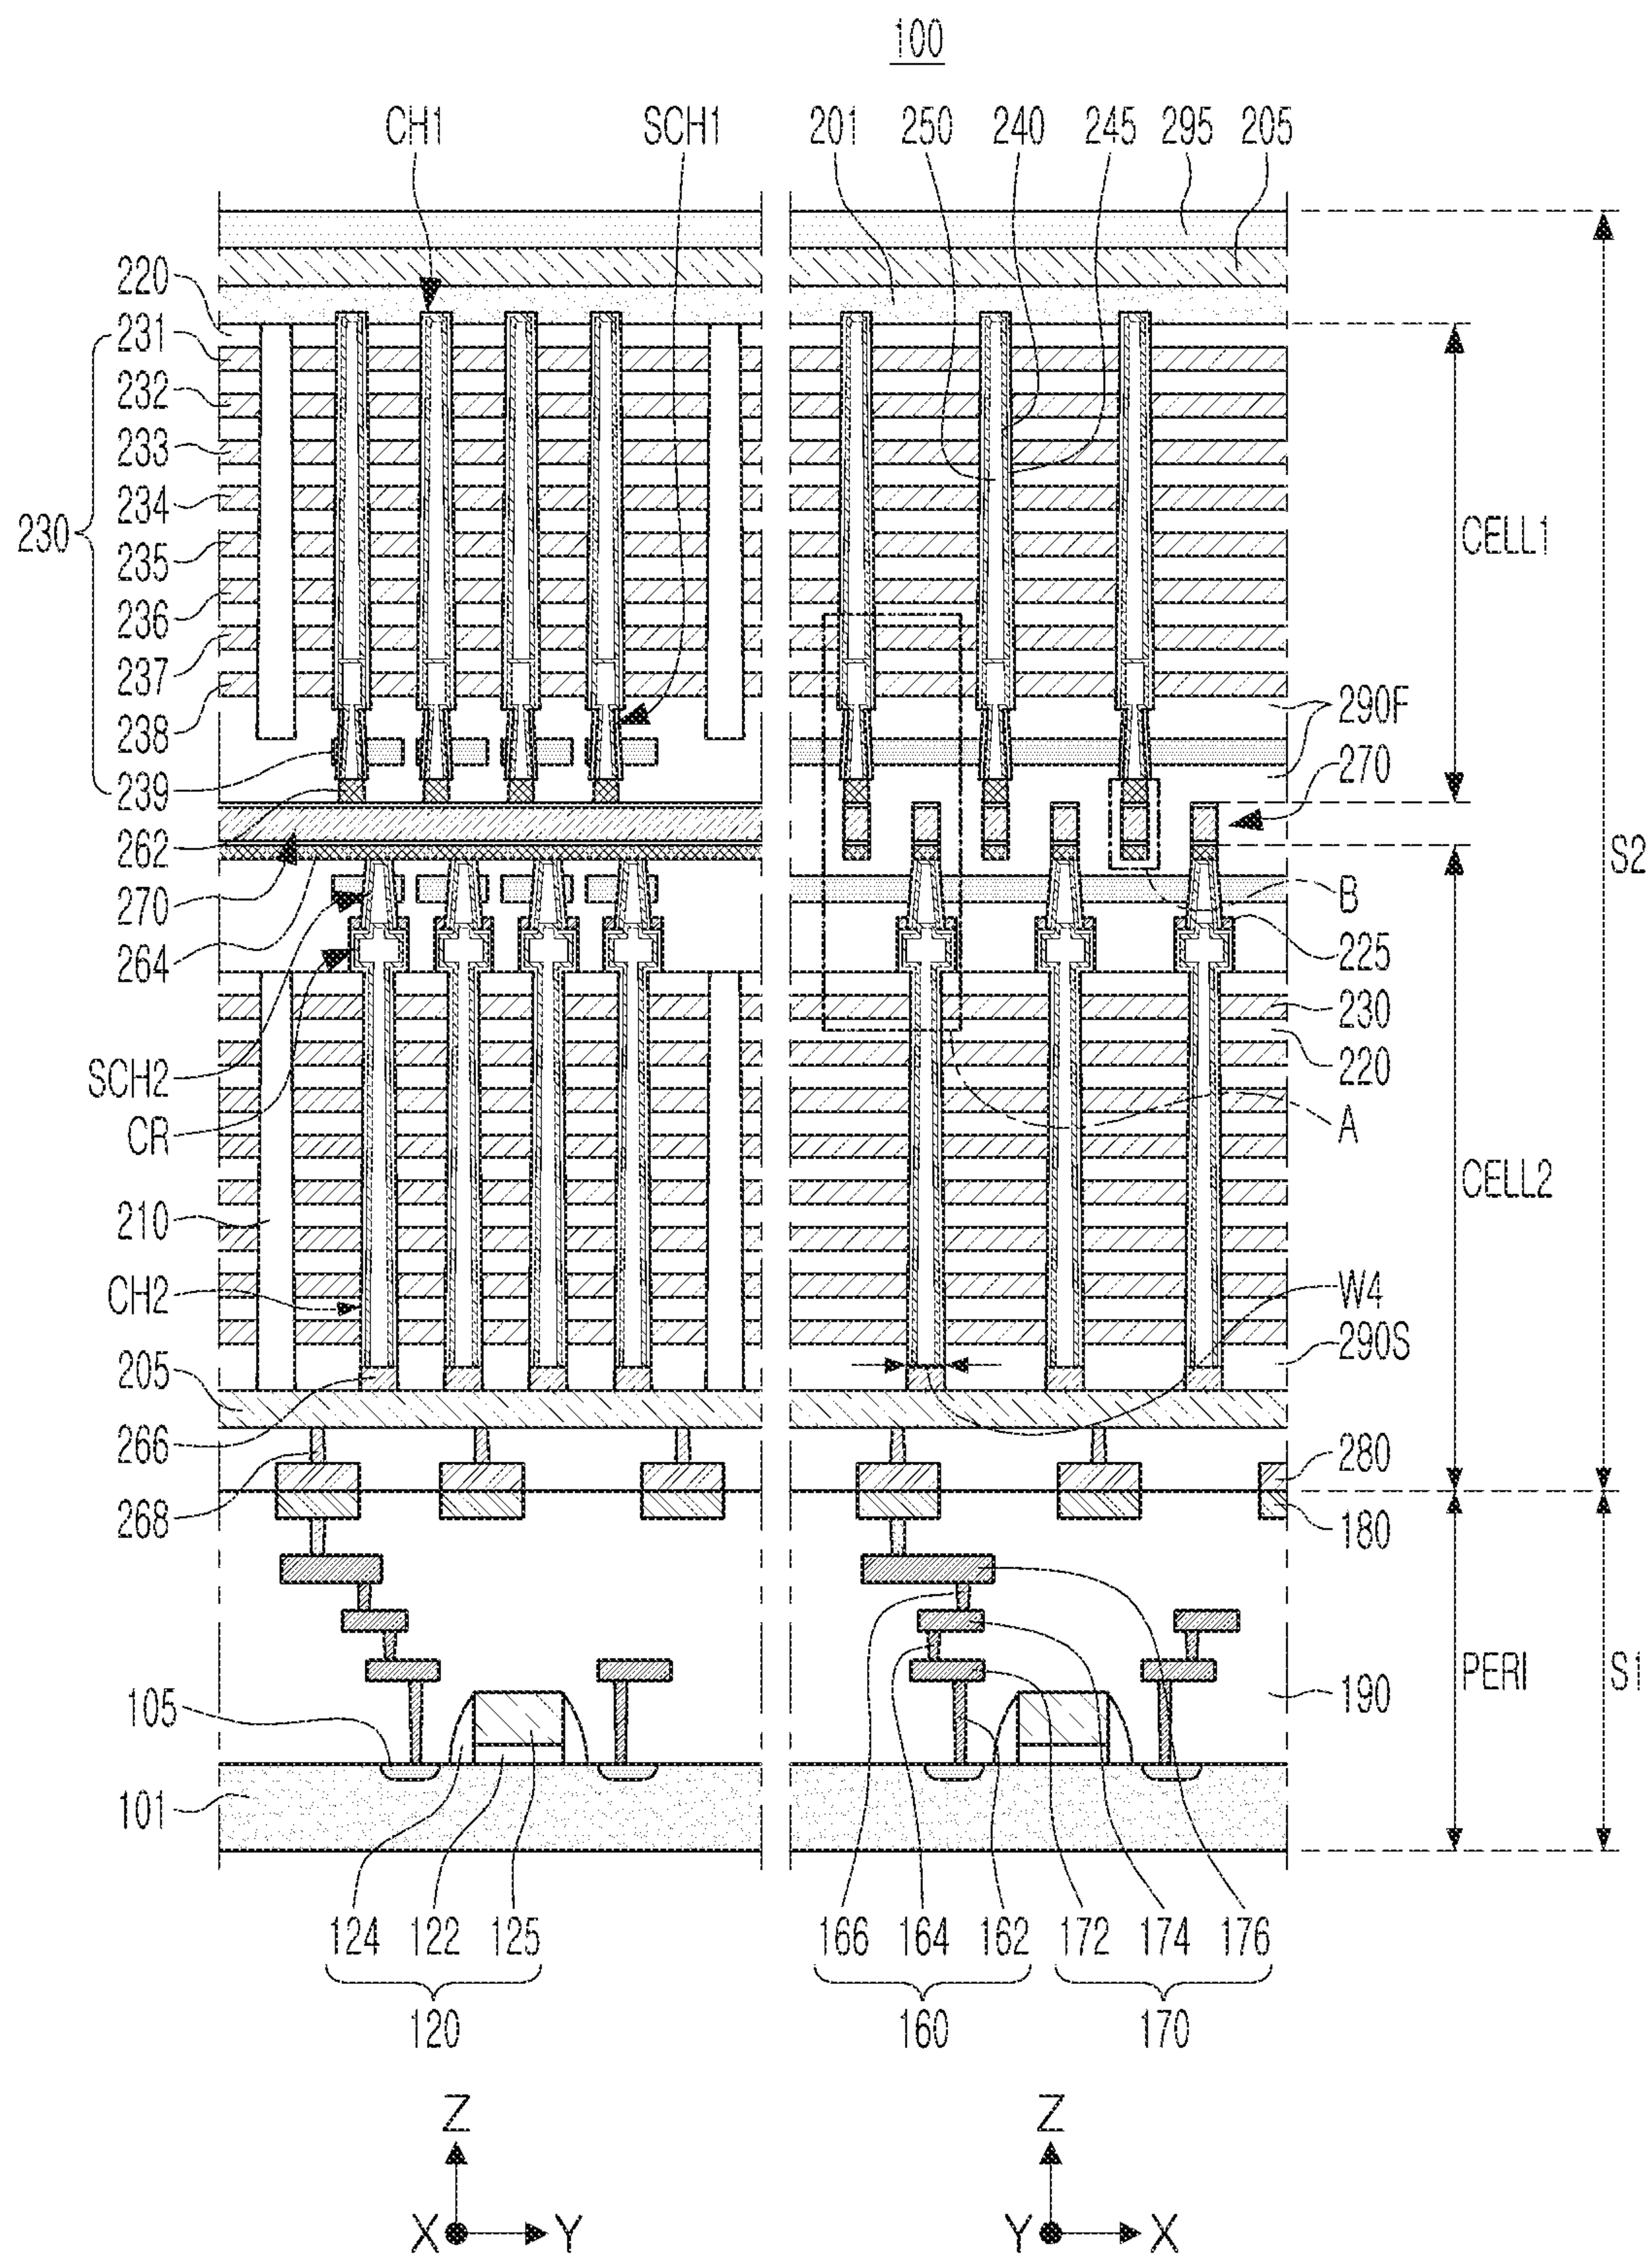 100
CH1 SCH1 201 250 240 245 295 205
220
231
232
233
234
230
235
236
237
238
239
262
270
264
SCH2
CR
210
CH2
205
266
268
105
101
CELL1
290F
270
S2
B
225
230
220
A
CELL2
W4
290S
280
180
PERI
S1
190
124 122 125 166 164 162 172 174 176
120 160 170
Z Z
X Y Y X